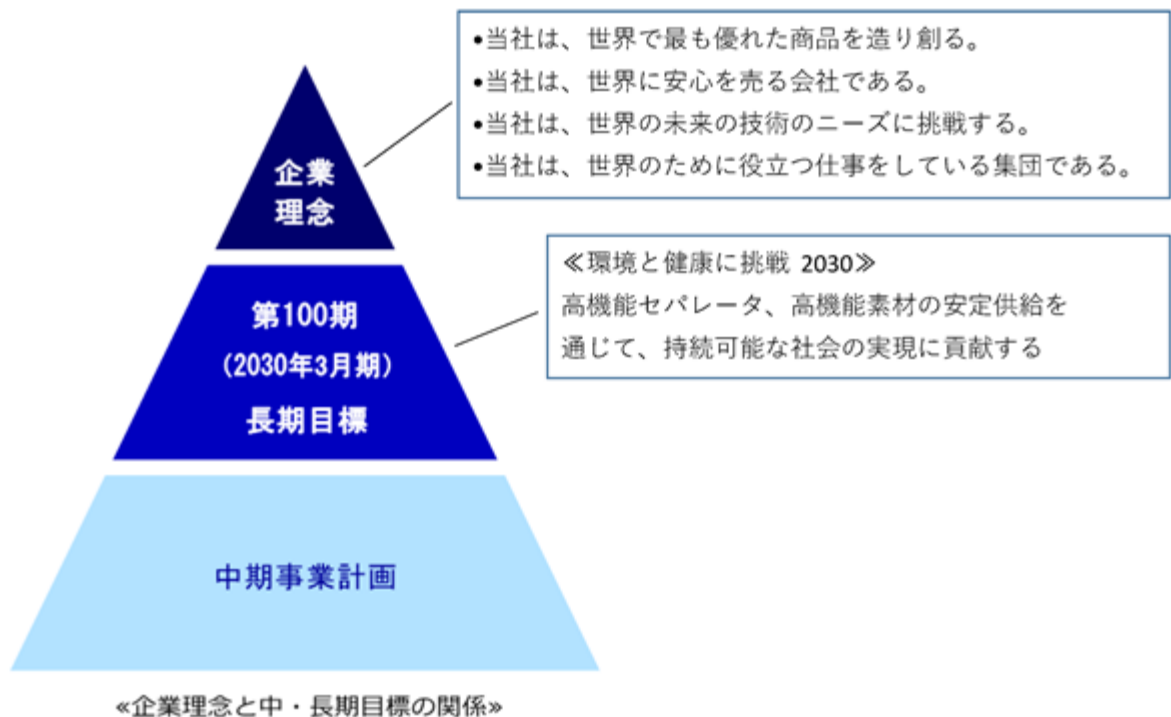 •当社は、世界で最も優れた商品を造り創る。
•当社は、世界に安心を売る会社である。
•当社は、世界の未来の技術のニーズに挑戦する。
•当社は、世界のために役立つ仕事をしている集団である。
企業
理念
≪環境と健康に挑戦 2030≫
高機能セパレータ、高機能素材の安定供給を
通じて、持続可能な社会の実現に貢献する
第100期
(2030年3月期)
長期目標
中期事業計画
≪企業理念と中・長期目標の関係≫